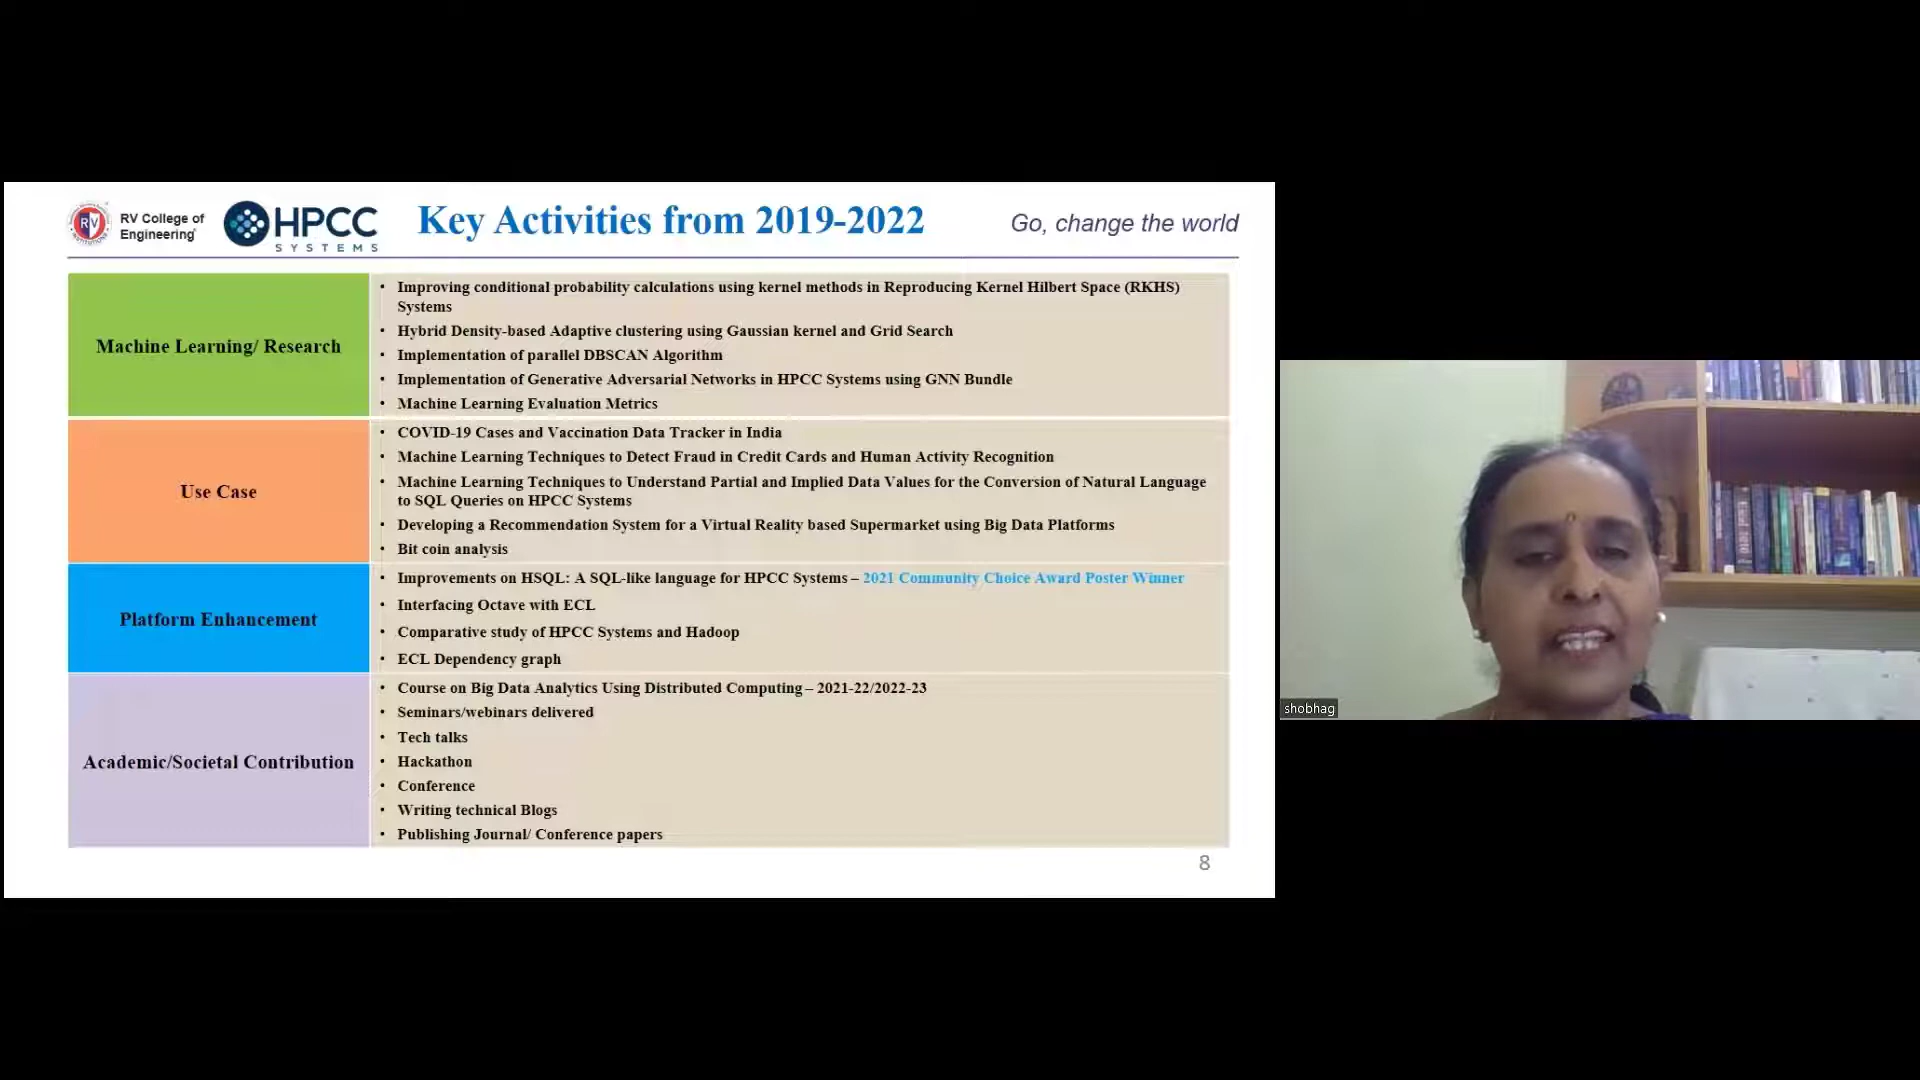 RV College of
Engineering
HPCC
SYSTEMS
Key Activities from 2019-2022
Go, change the world
Machine Learning/ Research
• Improving conditional probability calculations using kernel methods in Reproducing Kernel Hilbert Space (RKHS)
Systems
• Hybrid Density-based Adaptive clustering using Gaussian kernel and Grid Search
• Implementation of parallel DBSCAN Algorithm
• Implementation of Generative Adversarial Networks in HPCC Systems using GNN Bundle
• Machine Learning Evaluation Metrics
Use Case
• COVID-19 Cases and Vaccination Data Tracker in India
• Machine Learning Techniques to Detect Fraud in Credit Cards and Human Activity Recognition
• Machine Learning Techniques to Understand Partial and Implied Data Values for the Conversion of Natural Language
to SQL Queries on HPCC Systems
• Developing a Recommendation System for a Virtual Reality based Supermarket using Big Data Platforms
• Bit coin analysis
Platform Enhancement
• Improvements on HSQL: A SQL-like language for HPCC Systems – 2021 Community Choice Award Poster Winner
• Interfacing Octave with ECL
• Comparative study of HPCC Systems and Hadoop
• ECL Dependency graph
Academic/Societal Contribution
• Course on Big Data Analytics Using Distributed Computing – 2021-22/2022-23
• Seminars/webinars delivered
• Tech talks
• Hackathon
• Conference
• Writing technical Blogs
• Publishing Journal/ Conference papers
8
shobhag